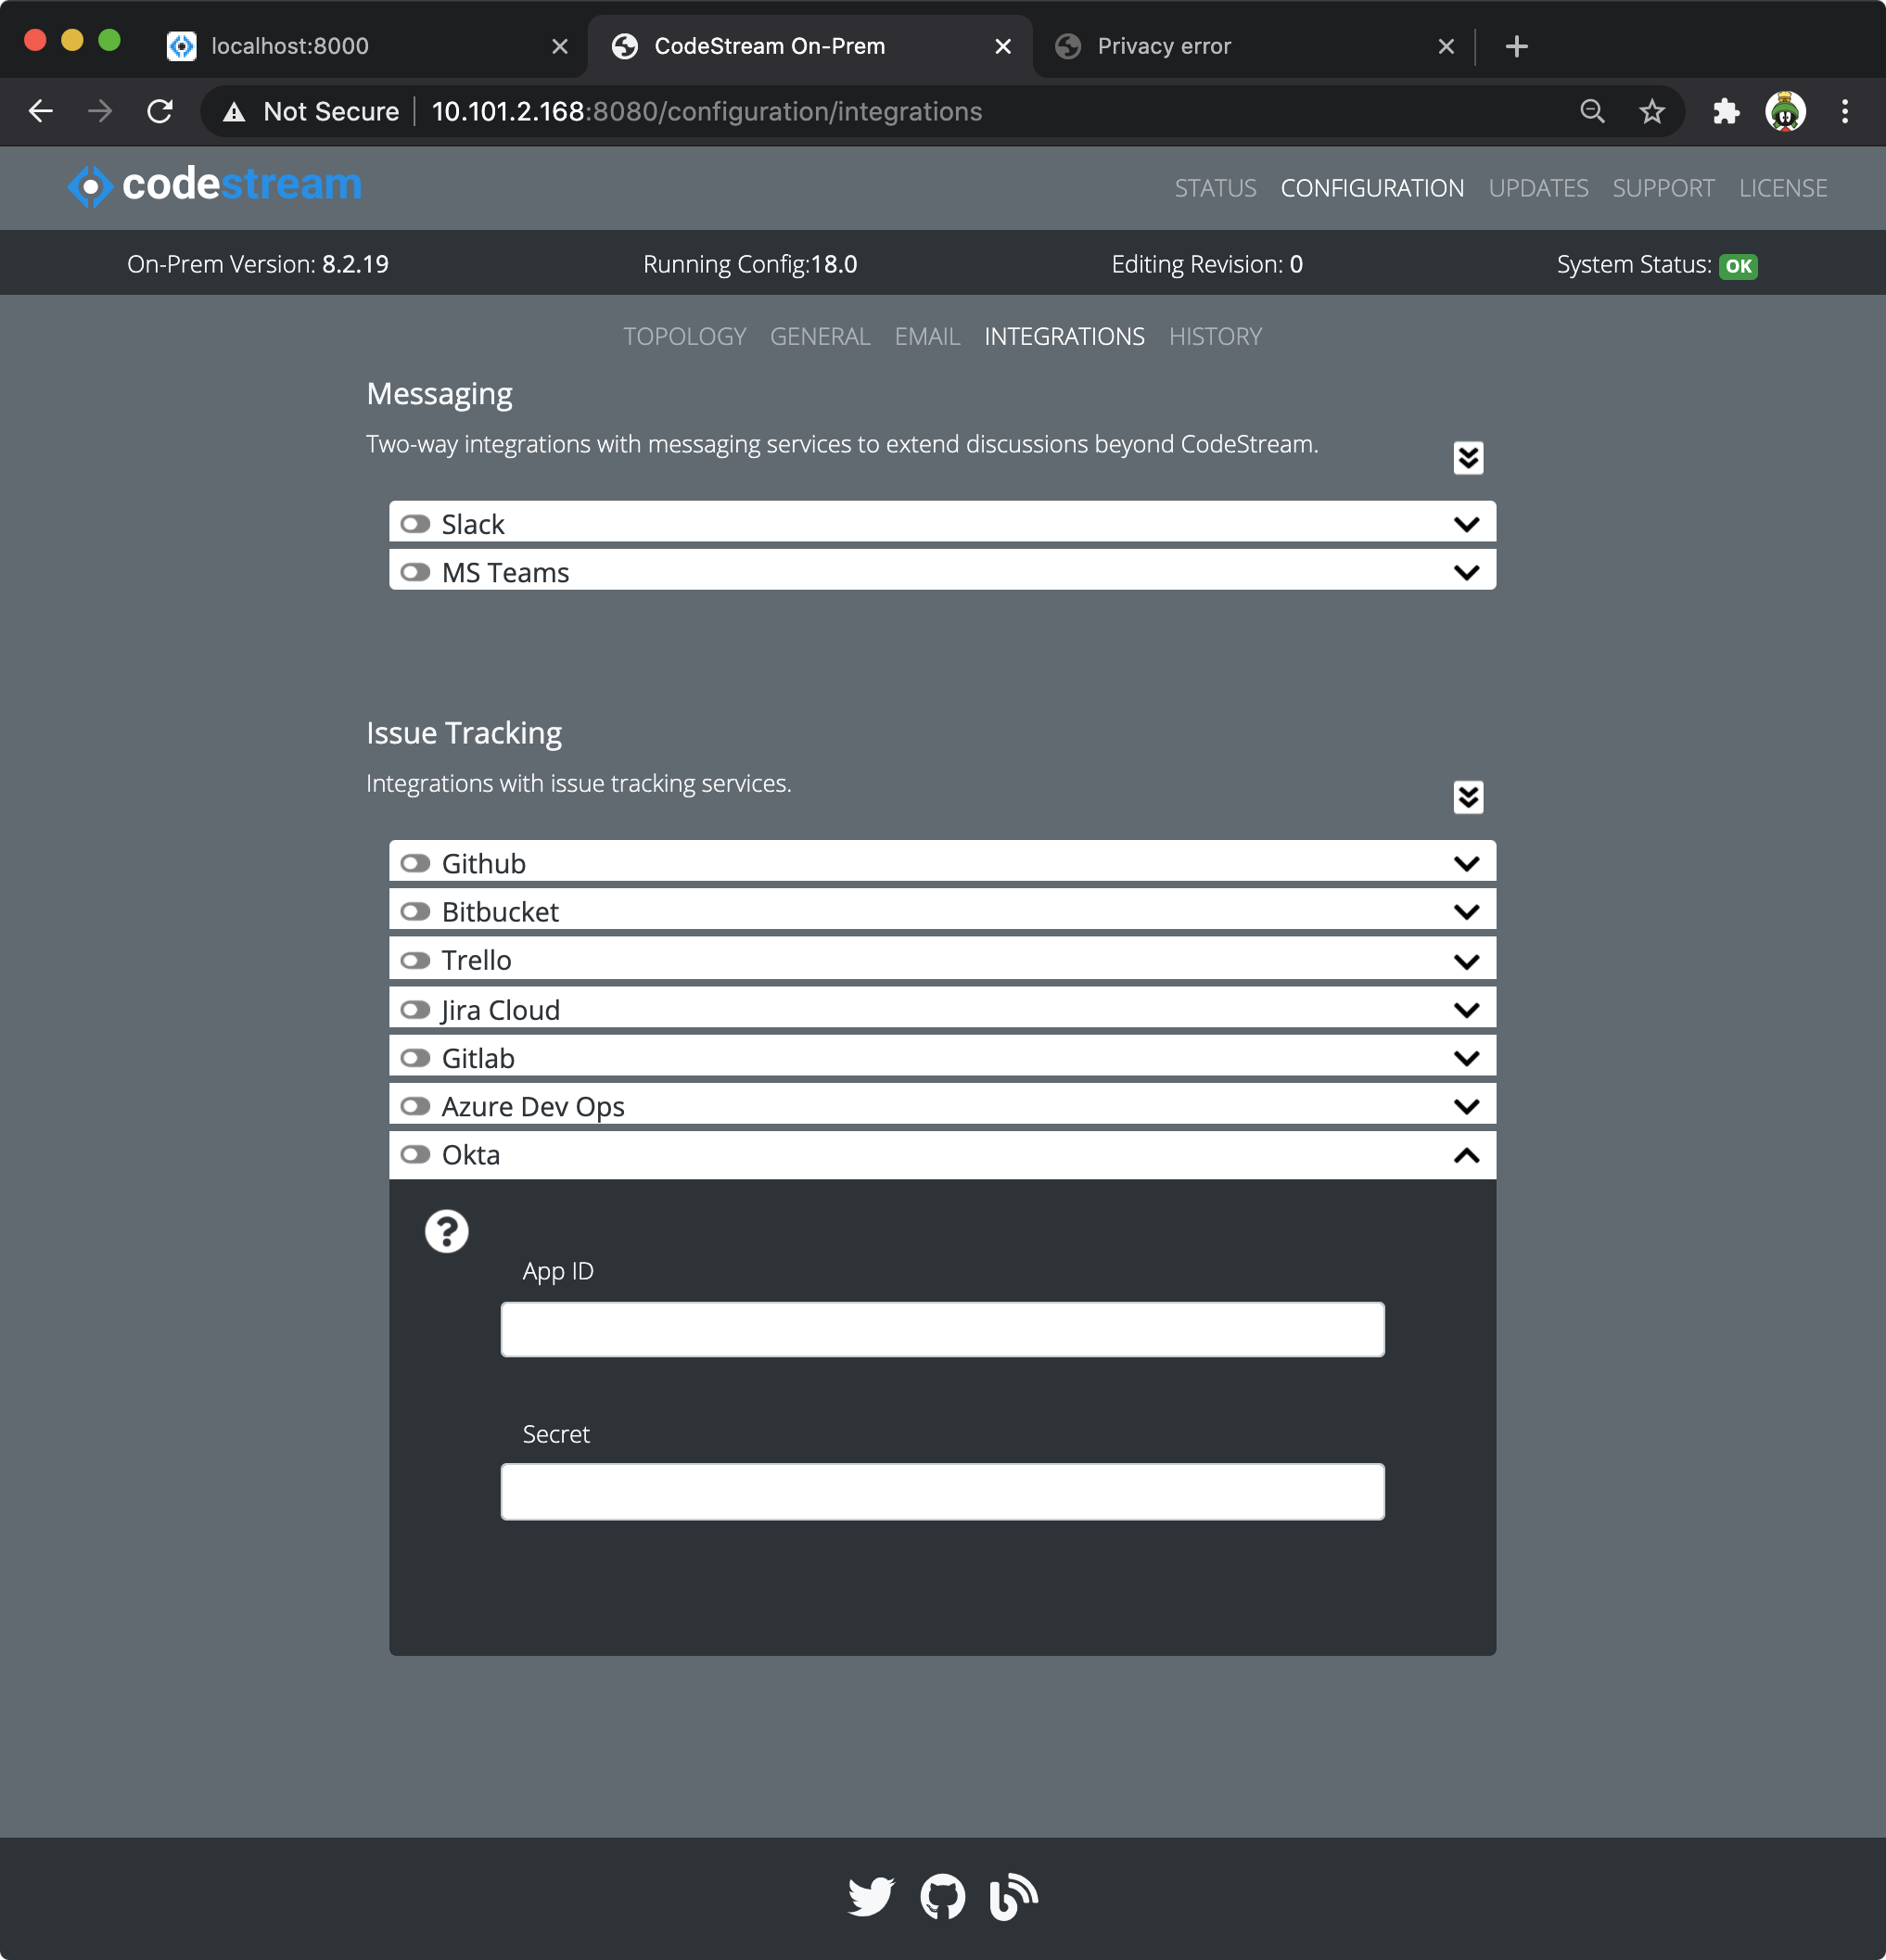 localhost:8000
CodeStream On-Prem
Privacy error
Not Secure
10.101.2.168:8080/configuration/integrations
codestream
STATUS CONFIGURATION UPDATES SUPPORT LICENSE
On-Prem Version: 8.2.19
Running Config:18.0
Editing Revision: 0
System Status: OK
TOPOLOGY GENERAL EMAIL INTEGRATIONS HISTORY
Messaging
Two-way integrations with messaging services to extend discussions beyond CodeStream.
Slack
MS Teams
Issue Tracking
Integrations with issue tracking services.
Github
Bitbucket
Trello
Jira Cloud
Gitlab
Azure Dev Ops
Okta
App ID
Secret